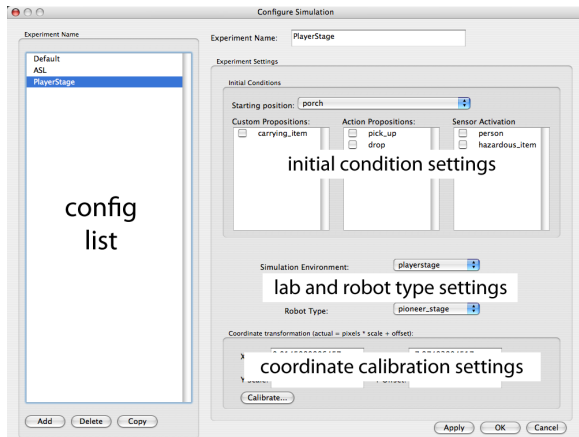 Configure Simulation
Experiment Name
Default
ASL
PlayerStage
config
list
Add Delete Copy
Experiment Name: PlayerStage
Experiment Settings
Initial Conditions
Starting position: porch
Custom Propositions: Action Propositions: Sensor Activation
carrying_item pick_up person
drop hazardous_item
initial condition settings
Simulation Environment: playerstage
lab and robot type settings
Robot Type: pioneer_stage
Coordinate transformation (actual = pixels * scale + offset):
coordinate calibration settings
Calibrate...
Apply OK Cancel